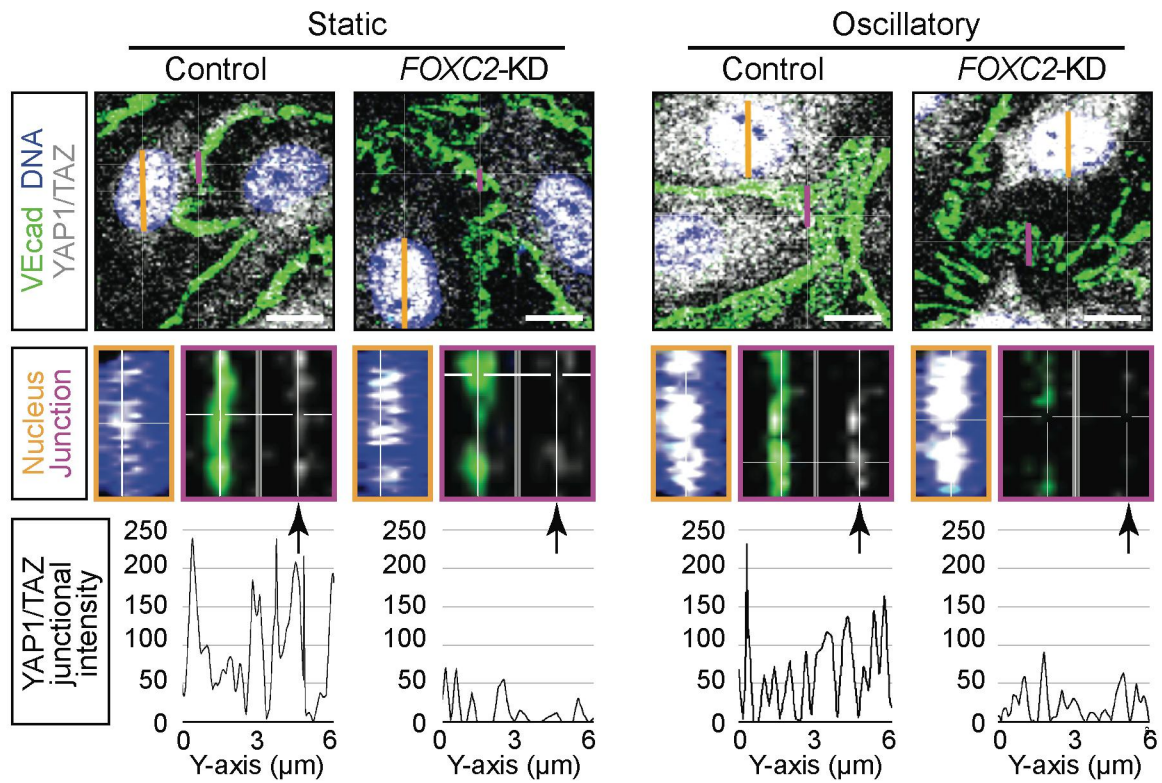 Static
Oscillatory
Control
FOXC2-KD
Control
FOXC2-KD
VEcad DNA
YAP1/TAZ
Nucleus
Junction
YAP1/TAZ
junctional
intensity
250
200
150
100
50
0
250
200
150
100
50
0
250
200
150
100
50
0
250
200
150
100
50
0
0 3 6
0 3 6
0 3 6
0 3 6
Y-axis (μm)
Y-axis (μm)
Y-axis (μm)
Y-axis (μm)